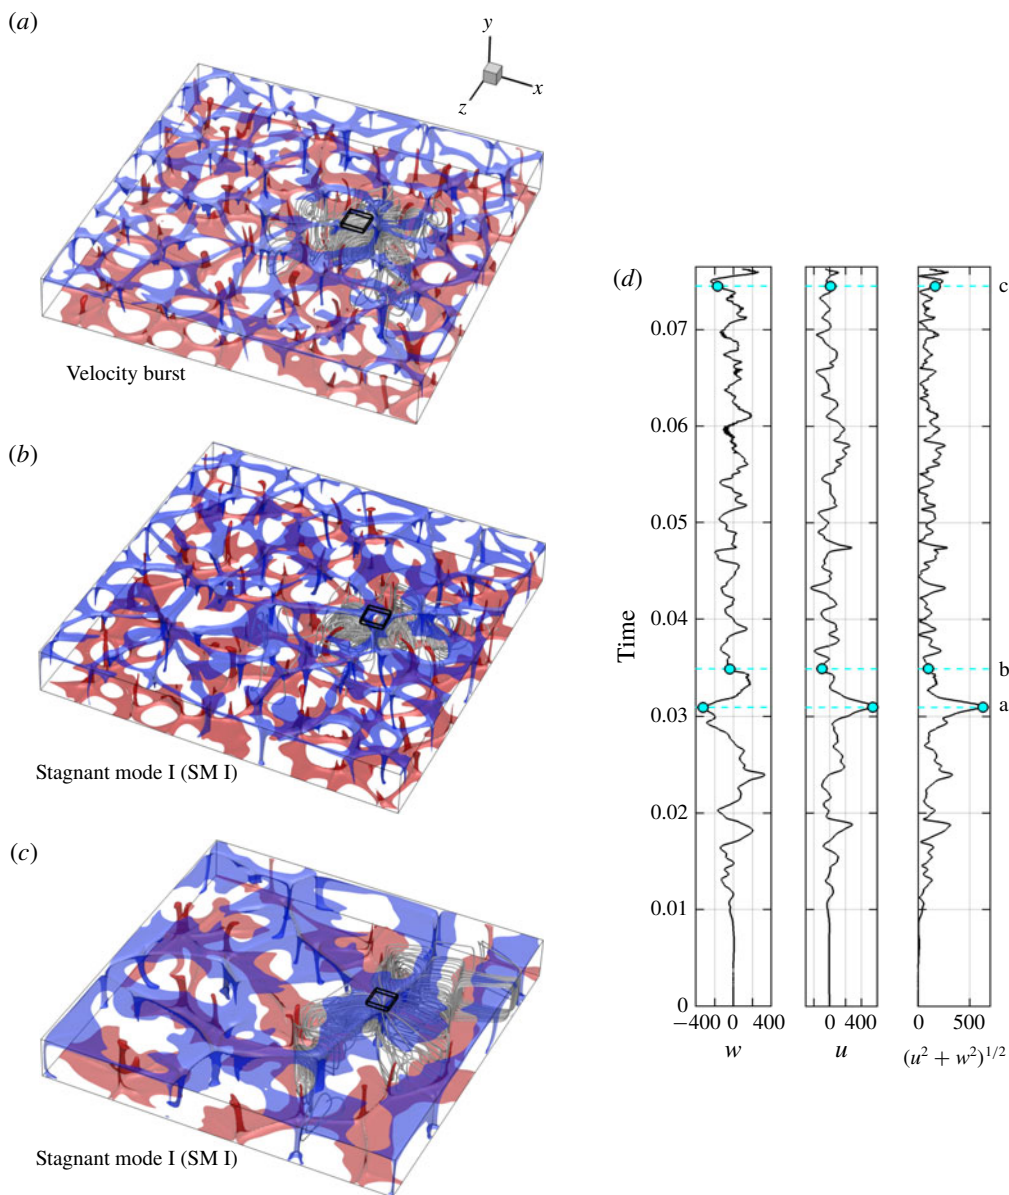 (a)
y
x
z
Velocity burst
(b)
Stagnant mode I (SM I)
(c)
Stagnant mode I (SM I)
(d)
c
b
a
Time
0.07
0.06
0.05
0.04
0.03
0.02
0.01
0
−400 0 400
0 400
0 500
w
u
(u² + w²)^{1/2}